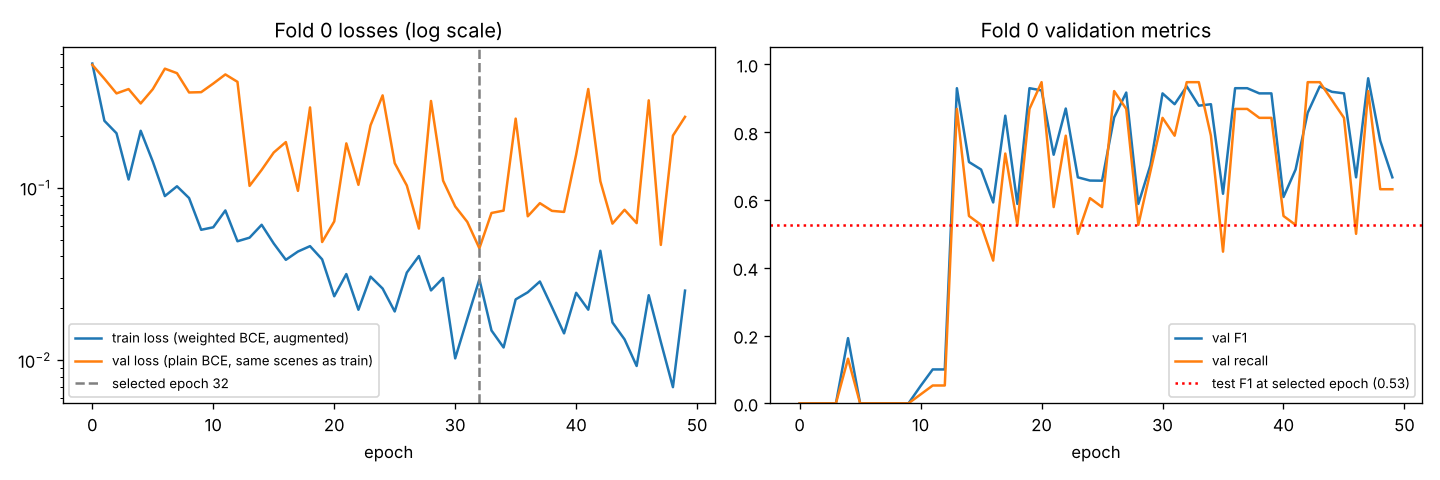 Fold 0 losses (log scale)
10⁻¹
10⁻²
train loss (weighted BCE, augmented)
val loss (plain BCE, same scenes as train)
selected epoch 32
0 10 20 30 40 50
epoch
Fold 0 validation metrics
1.0
0.8
0.6
0.4
0.2
0.0
val F1
val recall
test F1 at selected epoch (0.53)
0 10 20 30 40 50
epoch